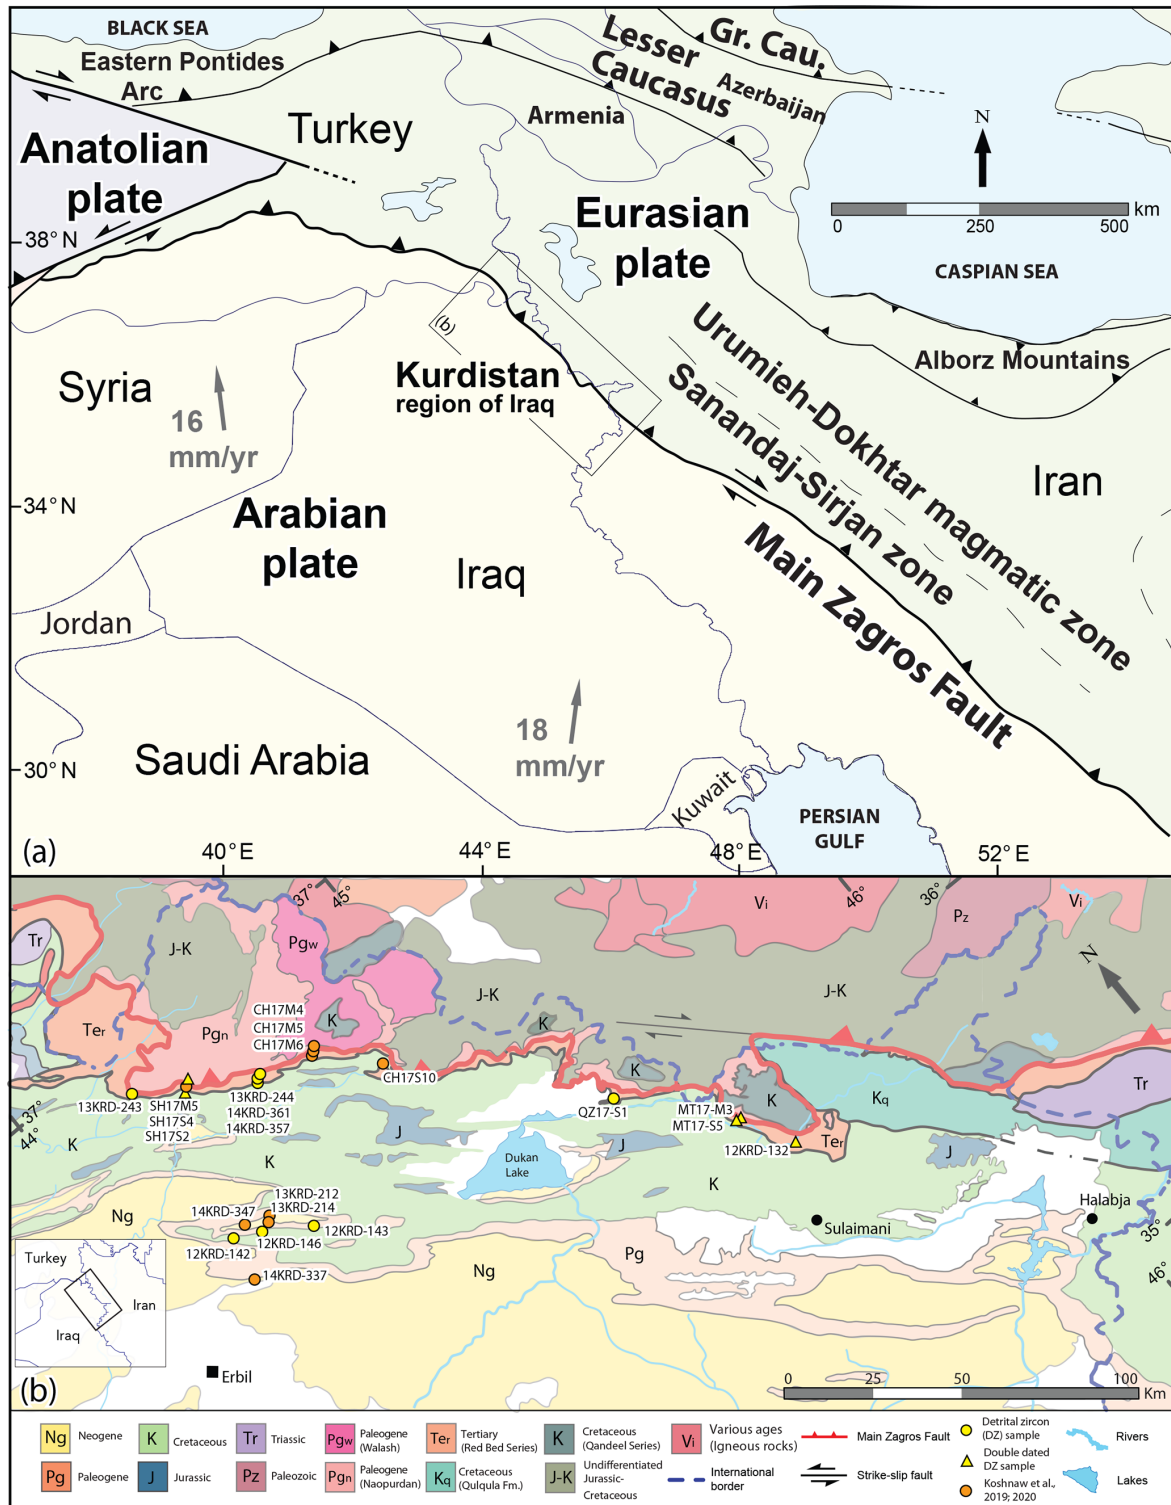 BLACK SEA
Eastern Pontides
Arc
Lesser
Caucasus
Gr. Cau.
Azerbaijan
Armenia
Turkey
Anatolian
plate
Eurasian
plate
N
0
250
500
km
CASPIAN SEA
38° N
(b)
Kurdistan
region of Iraq
Urumieh-Dokhtar magmatic zone
Sanandaj-Sirjan zone
Alborz Mountains
Syria
16
mm/yr
Iran
34° N
Arabian
plate
Iraq
Main Zagros Fault
Jordan
18
mm/yr
Saudi Arabia
30° N
Kuwait
PERSIAN
GULF
(a)
40° E
44° E
48° E
52° E
37°
45°
46°
36°
Vi
Vi
Pz
Tr
J-K
Pgw
N
J-K
J-K
CH17M4
CH17M5
CH17M6
K
K
Ter
Pgn
CH17S10
K
Tr
13KRD-243
SH17M5
SH17S4
SH17S2
13KRD-244
14KRD-361
14KRD-357
QZ17-S1
MT17-M3
MT17-S5
12KRD-132
K
Kq
Ter
37°
44°
K
J
K
Dukan
Lake
J
J
K
Halabja
Sulaimani
35°
46°
Ng
13KRD-212
13KRD-214
14KRD-347
12KRD-143
12KRD-142
12KRD-146
14KRD-337
Ng
Pg
Turkey
Iran
Iraq
Erbil
(b)
0
25
50
100
Km
Ng Neogene
K Cretaceous
Tr Triassic
Pgw Paleogene
(Walash)
Ter Tertiary
(Red Bed Series)
K Cretaceous
(Qandeel Series)
Vi Various ages
(Igneous rocks)
Main Zagros Fault
Detrital zircon
(DZ) sample
Rivers
Pg Paleogene
J Jurassic
Pz Paleozoic
Pgn Paleogene
(Naopurdan)
Kq Cretaceous
(Qulqula Fm.)
J-K Undifferentiated
Jurassic-
Cretaceous
International
border
Strike-slip fault
Double dated
DZ sample
Koshnaw et al.,
2019; 2020
Lakes